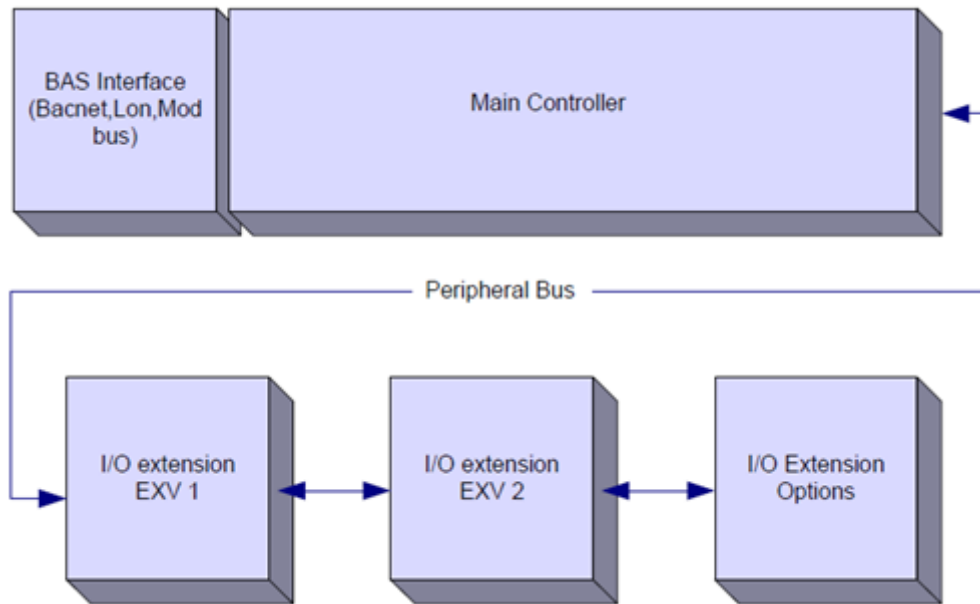 BAS Interface
(Bacnet,Lon,Mod
bus)
Main Controller
Peripheral Bus
I/O extension
EXV 1
I/O extension
EXV 2
I/O Extension
Options